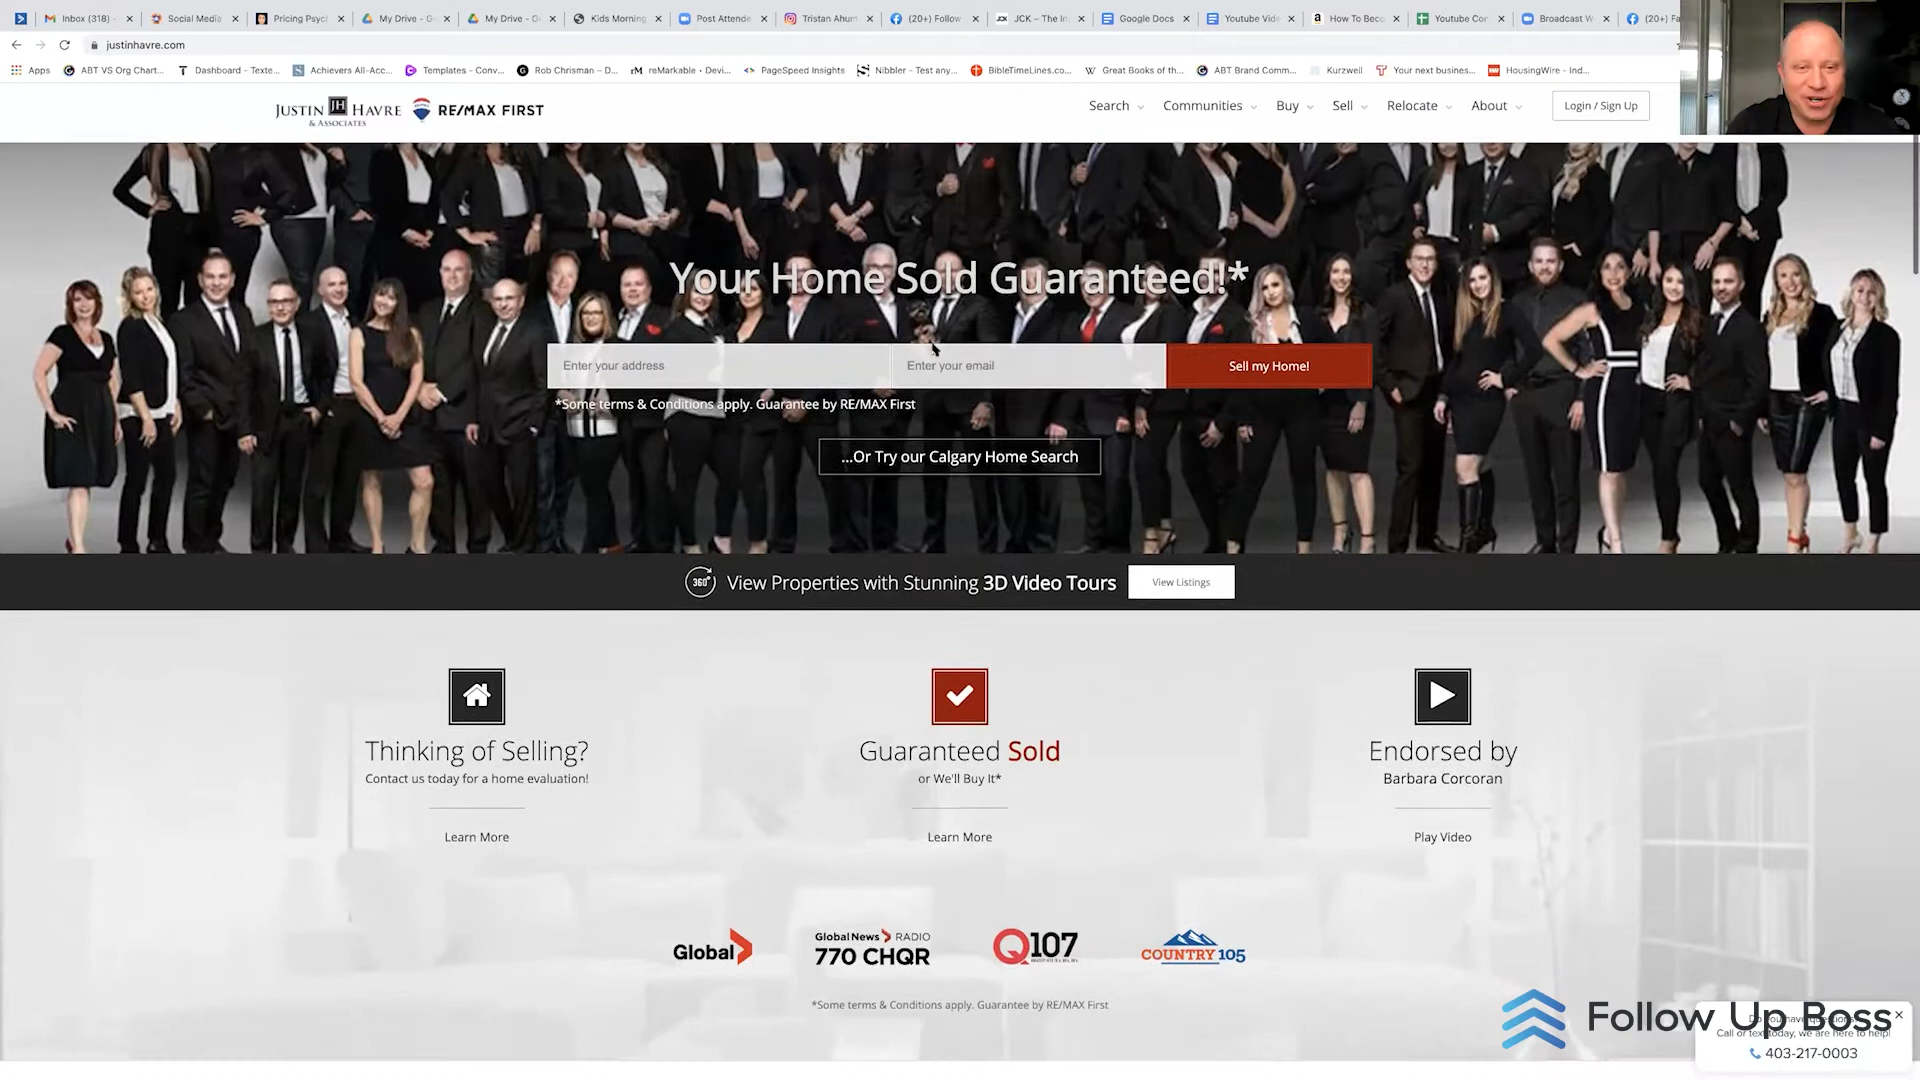 Inbox (318) -
Social Media
Pricing Psyc
My Drive - G
My Drive - G
Kids Morning
Post Attende
Tristan Ahum
(20+) Follow
JCK – The In
Google Docs
Youtube Vide
How To Beco
Youtube Con
Broadcast W
(20+) Fa
justinhavre.com
Apps
ABT VS Org Chart...
Dashboard - Texte...
Achievers All-Acc...
Templates - Conv...
Rob Chrisman – D...
reMarkable • Devi...
PageSpeed Insights
Nibbler - Test any...
BibleTimeLines.co...
Great Books of th...
ABT Brand Comm...
Kurzweil
Your next business...
HousingWire - Ind...
JUSTIN JH HAVRE
& ASSOCIATES
RE/MAX FIRST
Search
Communities
Buy
Sell
Relocate
About
Login / Sign Up
Your Home Sold Guaranteed!*
Enter your address
Enter your email
Sell my Home!
*Some terms & Conditions apply. Guarantee by RE/MAX First
...Or Try our Calgary Home Search
360°
View Properties with Stunning 3D Video Tours
View Listings
Thinking of Selling?
Contact us today for a home evaluation!
Learn More
Guaranteed Sold
or We'll Buy It*
Learn More
Endorsed by
Barbara Corcoran
Play Video
Global
Global News RADIO
770 CHQR
Q107
COUNTRY 105
*Some terms & Conditions apply. Guarantee by RE/MAX First
Follow Up Boss
Call or text today, we are here to help!
403-217-0003